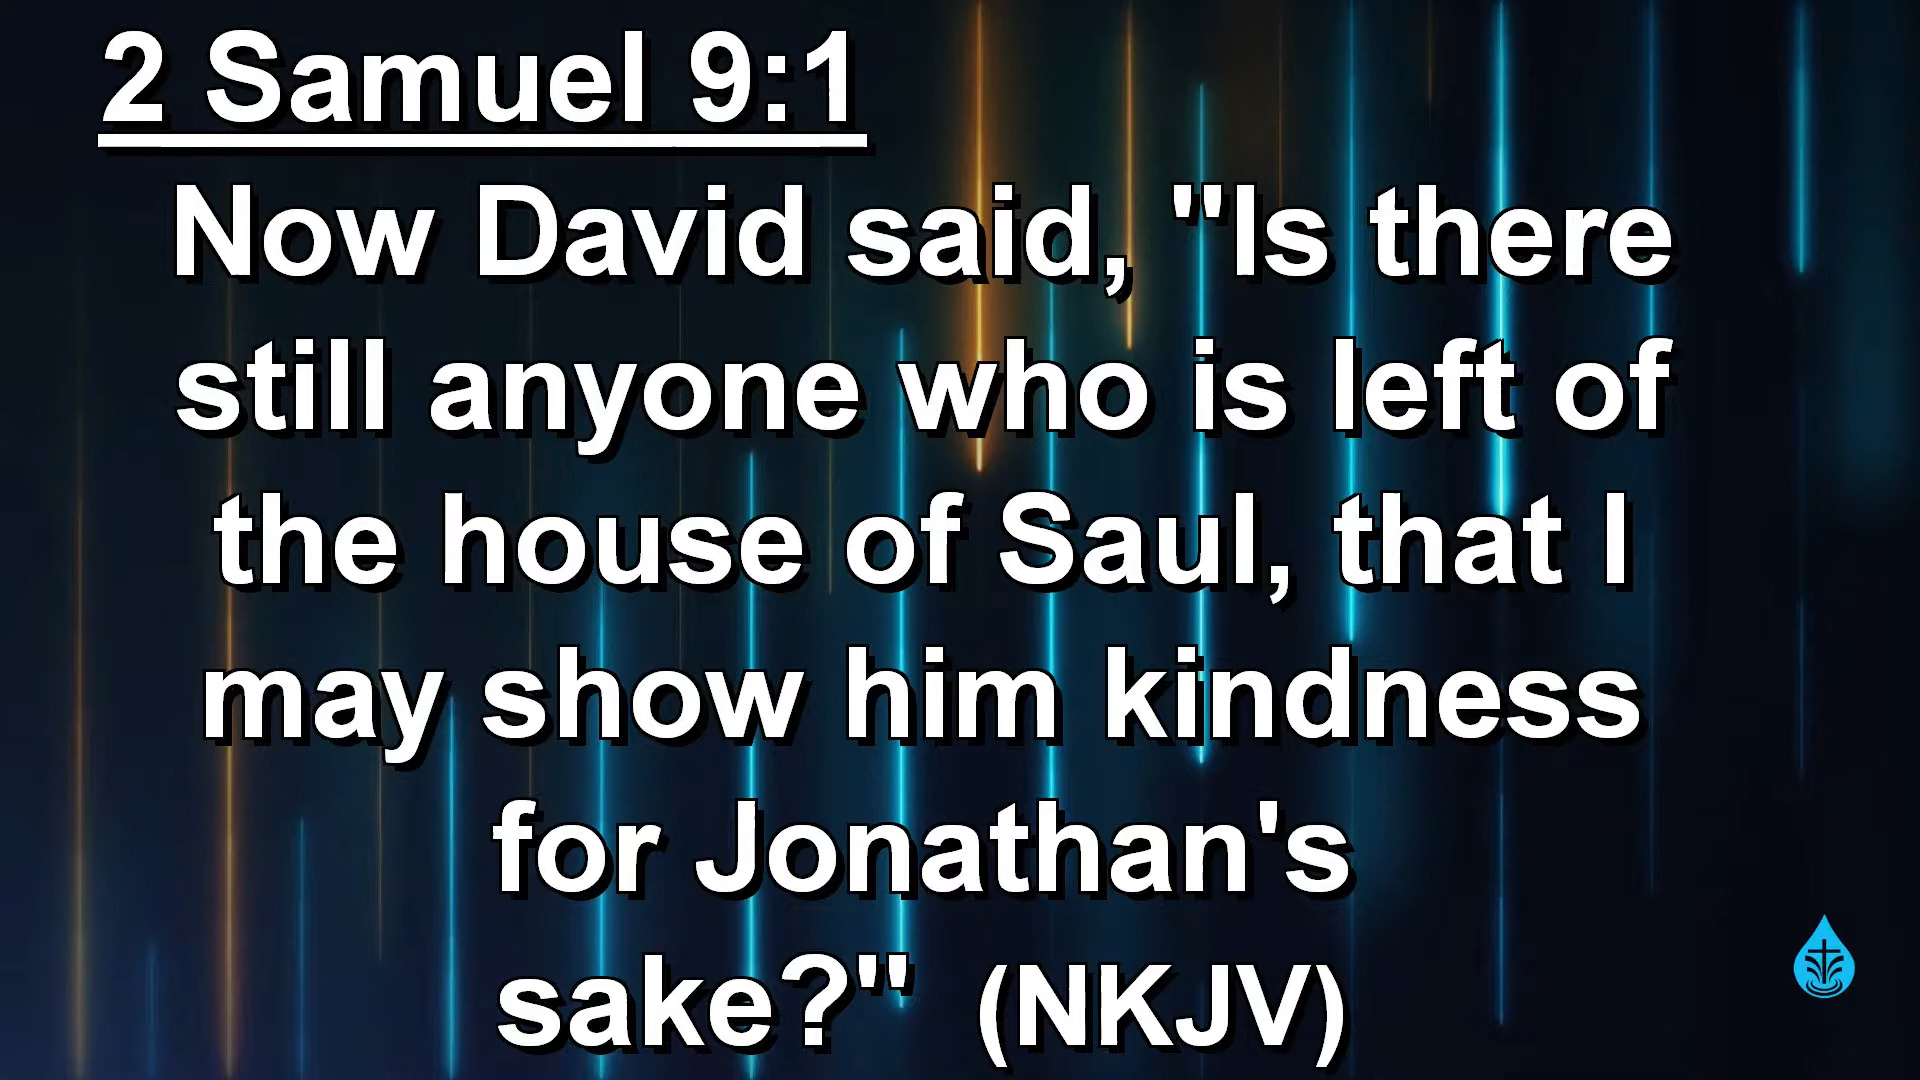 2 Samuel 9:1
Now David said, "Is there
still anyone who is left of
the house of Saul, that I
may show him kindness
for Jonathan's
sake?" (NKJV)